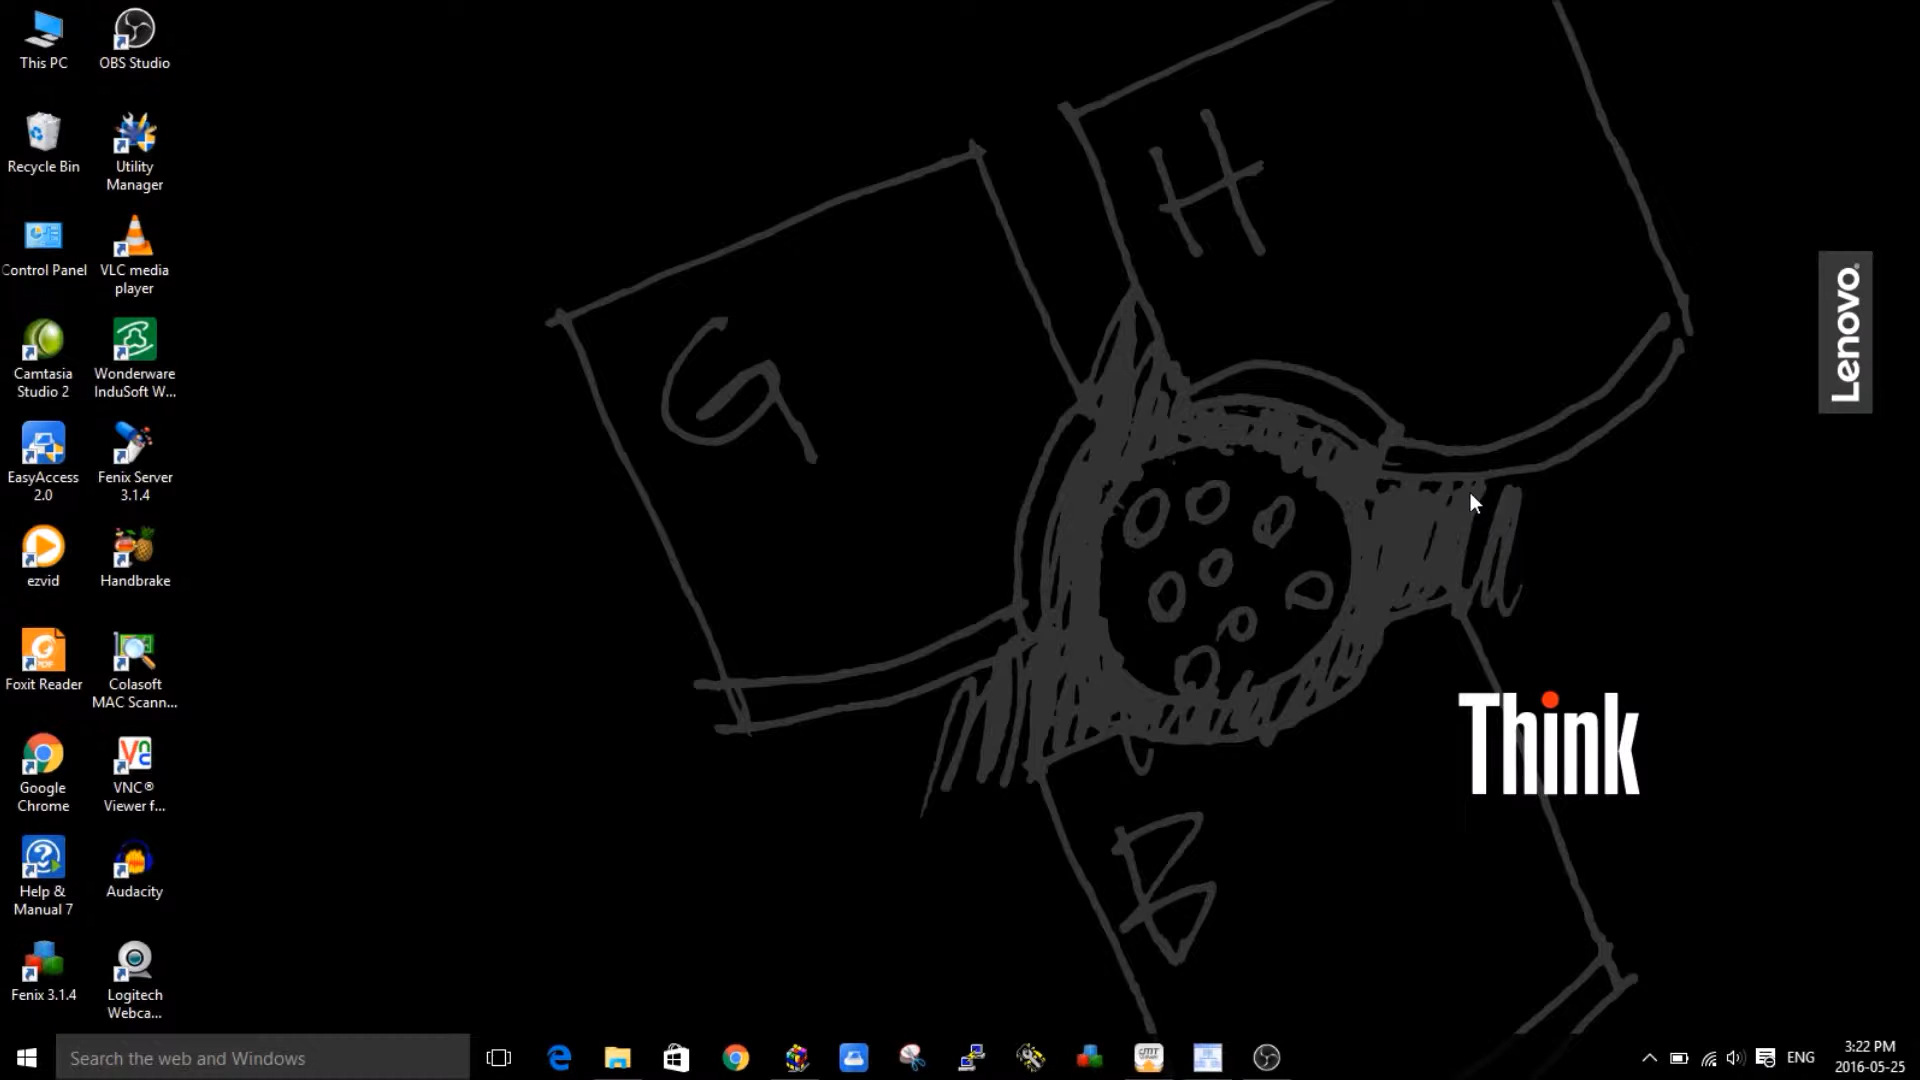 This PC
OBS Studio
Recycle Bin
Utility
Manager
Control Panel
VLC media
player
Camtasia
Studio 2
Wonderware
InduSoft W...
EasyAccess
2.0
Fenix Server
3.1.4
ezvid
Handbrake
Foxit Reader
Colasoft
MAC Scann...
Google
Chrome
VNC®
Viewer f...
Help &
Manual 7
Audacity
Fenix 3.1.4
Logitech
Webca...
G
H
B
Lenovo
Think
Search the web and Windows
ENG
3:22 PM
2016-05-25